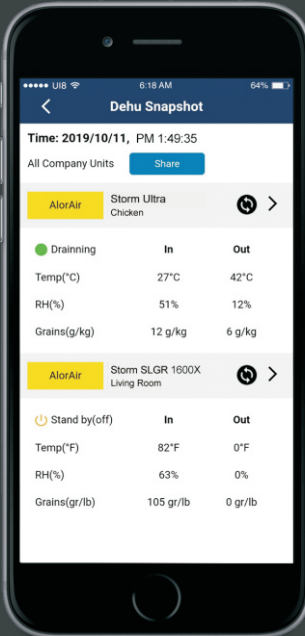 UI8 6:18 AM 64%
Dehu Snapshot
Time: 2019/10/11, PM 1:49:35
All Company Units Share
AlorAir Storm Ultra
Chicken
Drainning In Out
Temp(°C) 27°C 42°C
RH(%) 51% 12%
Grains(g/kg) 12 g/kg 6 g/kg
AlorAir Storm SLGR 1600X
Living Room
Stand by(off) In Out
Temp(°F) 82°F 0°F
RH(%) 63% 0%
Grains(gr/lb) 105 gr/lb 0 gr/lb